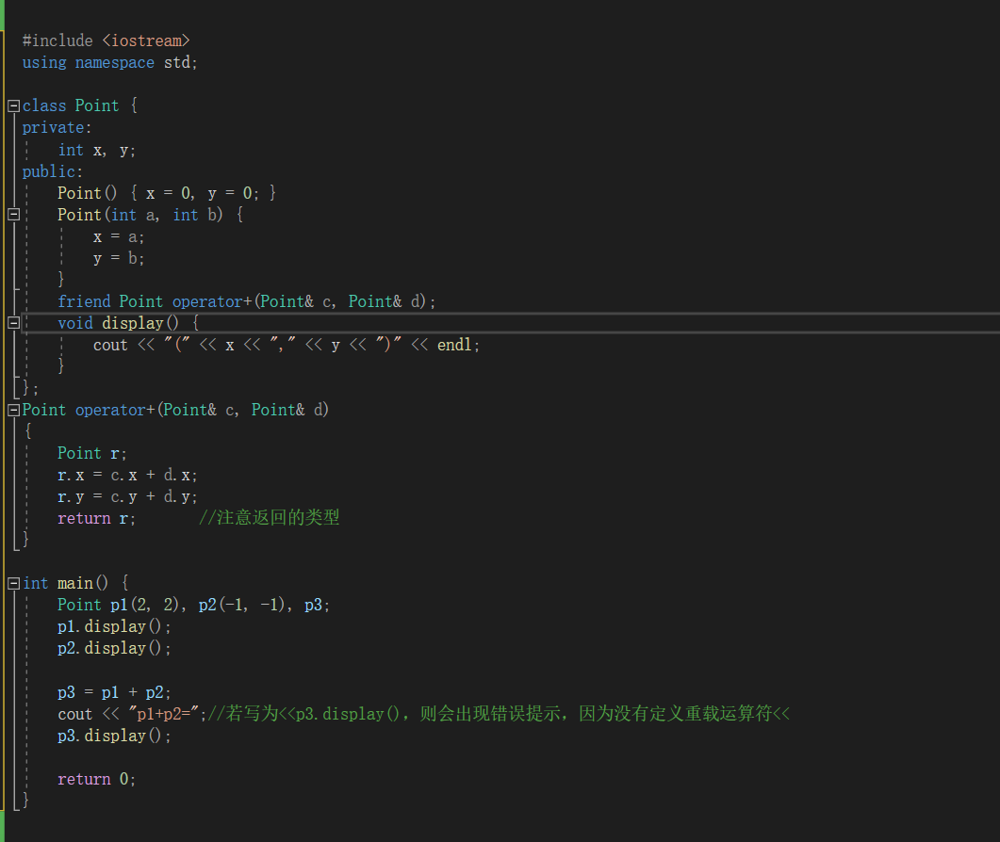 #include <iostream>
using namespace std;
class Point {
private:
int x, y;
public:
Point() { x = 0, y = 0; }
Point(int a, int b) {
x = a;
y = b;
}
friend Point operator+(Point& c, Point& d);
void display() {
cout << "(" << x << "," << y << ")" << endl;
}
};
Point operator+(Point& c, Point& d)
{
Point r;
r.x = c.x + d.x;
r.y = c.y + d.y;
return r; //注意返回的类型
}
int main() {
Point p1(2, 2), p2(-1, -1), p3;
p1.display();
p2.display();
p3 = p1 + p2;
cout << "p1+p2=";//若写为<<p3.display(), 则会出现错误提示, 因为没有定义重载运算符<<
p3.display();
return 0;
}